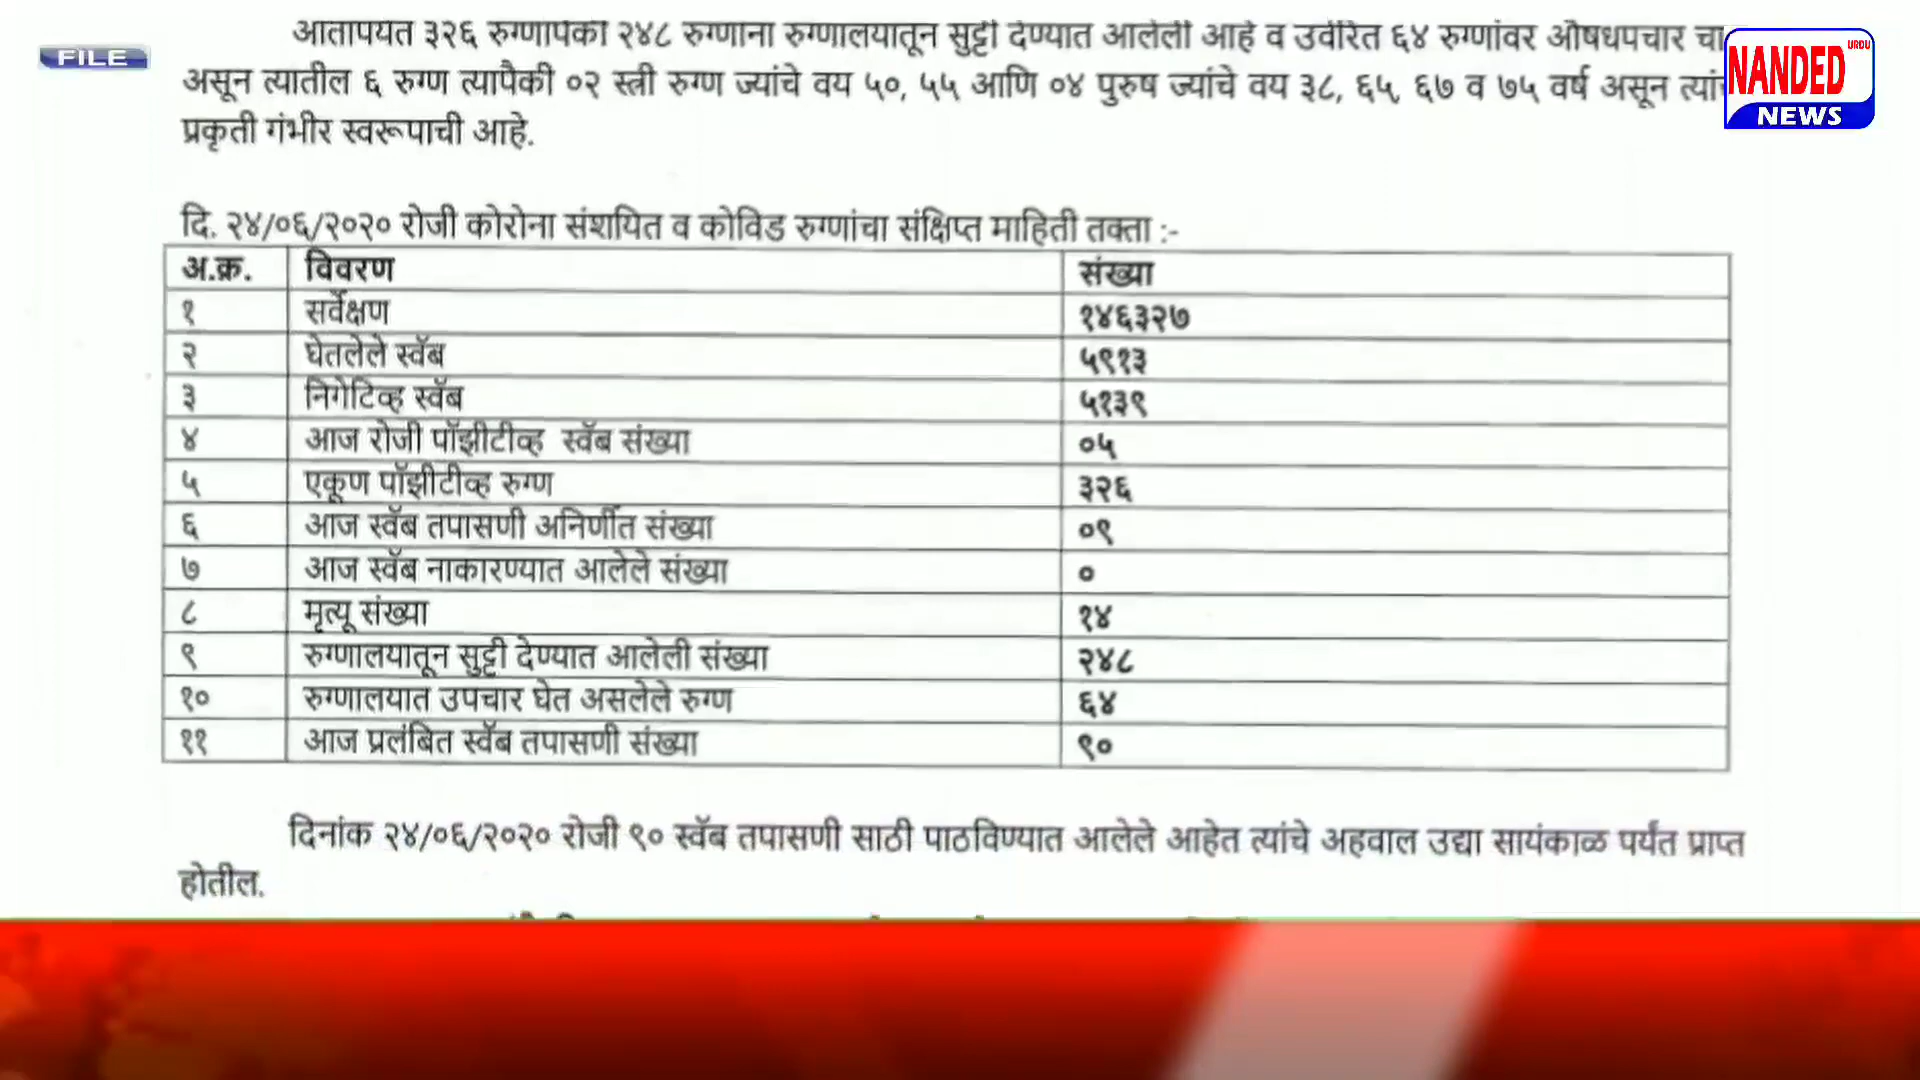 आतापर्यंत ३२६ रुग्णापैकी २४८ रुग्णांना रुग्णालयातून सुट्टी देण्यात आलेली आहे व उर्वरित ६४ रुग्णांवर औषधपचार
FILE
असून त्यातील ६ रुग्ण त्यापैकी ०२ स्त्री रुग्ण ज्यांचे वय ५०, ५५ आणि ०४ पुरुष ज्यांचे वय ३८, ६५, ६७ व ७५ वर्ष असून
NANDED URDU
NEWS
प्रकृती गंभीर स्वरूपाची आहे.
दि. २४/०६/२०२० रोजी कोरोना संशयित व कोविड रुग्णांचा संक्षिप्त माहिती तक्ता :-
अ.क्र. विवरण संख्या
१ सर्वेक्षण १४६३२७
२ घेतलेले स्वॅब ५९१३
३ निगेटिव्ह स्वॅब ५१३९
४ आज रोजी पॉझीटीव्ह स्वॅब संख्या ०५
५ एकूण पॉझीटीव्ह रुग्ण ३२६
६ आज स्वॅब तपासणी अनिर्णीत संख्या ०९
७ आज स्वॅब नाकारण्यात आलेले संख्या ०
८ मृत्यू संख्या १४
९ रुग्णालयातून सुट्टी देण्यात आलेली संख्या २४८
१० रुग्णालयात उपचार घेत असलेले रुग्ण ६४
११ आज प्रलंबित स्वॅब तपासणी संख्या ९०
दिनांक २४/०६/२०२० रोजी ९० स्वॅब तपासणी साठी पाठविण्यात आलेले आहेत त्यांचे अहवाल उद्या सायंकाळ पर्यंत प्राप्त
होतील.